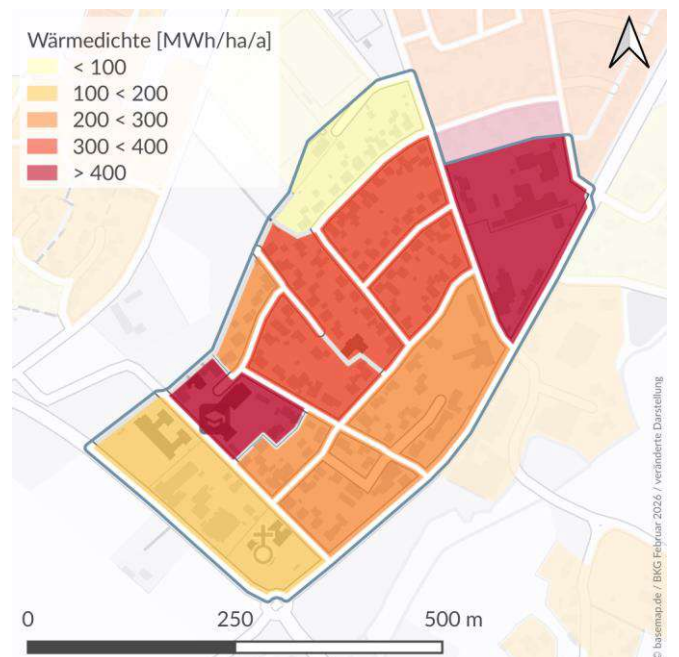 Wärmedichte [MWh/ha/a]
< 100
100 < 200
200 < 300
300 < 400
> 400
© basemap.de / BKG Februar 2026 / veränderte Darstellung
0 250 500 m